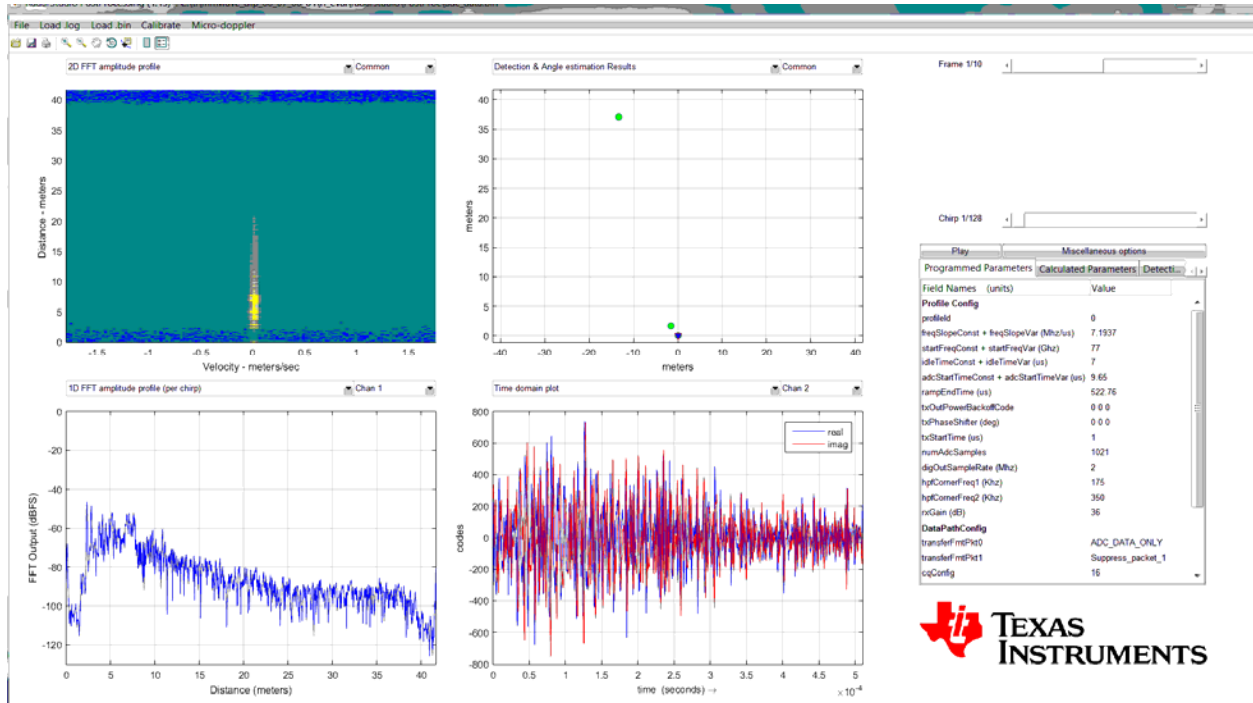 File Load .log Load .bin Calibrate Micro-doppler
2D FFT amplitude profile Common
Detection & Angle estimation Results Common
Frame 1/10
Distance - meters
40
35
30
25
20
15
10
5
0
-1.5 -1 -0.5 0 0.5 1 1.5
Velocity - meters/sec
meters
40
35
30
25
20
15
10
5
0
-40 -30 -20 -10 0 10 20 30 40
meters
Chirp 1/128
Play Miscellaneous options
Programmed Parameters Calculated Parameters Detecti...
Field Names (units) Value
Profile Config
profileId 0
freqSlopeConst + freqSlopeVar (Mhz/us) 7.1937
startFreqConst + startFreqVar (Ghz) 77
idleTimeConst + idleTimeVar (us) 7
adcStartTimeConst + adcStartTimeVar (us) 9.65
rampEndTime (us) 522.76
txOutPowerBackoffCode 0 0 0
txPhaseShifter (deg) 0 0 0
txStartTime (us) 1
numAdcSamples 1021
digOutSampleRate (Mhz) 2
hpfCornerFreq1 (Khz) 175
hpfCornerFreq2 (Khz) 350
rxGain (dB) 36
DataPathConfig
transferFmtPkt0 ADC_DATA_ONLY
transferFmtPkt1 Suppress_packet_1
cqConfig 16
1D FFT amplitude profile (per chirp) Chan 1
Time domain plot Chan 2
FFT Output (dBFS)
0
-20
-40
-60
-80
-100
-120
0 5 10 15 20 25 30 35 40
Distance (meters)
codes
800
600
400
200
0
-200
-400
-600
-800
real
imag
0 0.5 1 1.5 2 2.5 3 3.5 4 4.5 5
time (seconds) →
×10⁻⁴
TEXAS
INSTRUMENTS